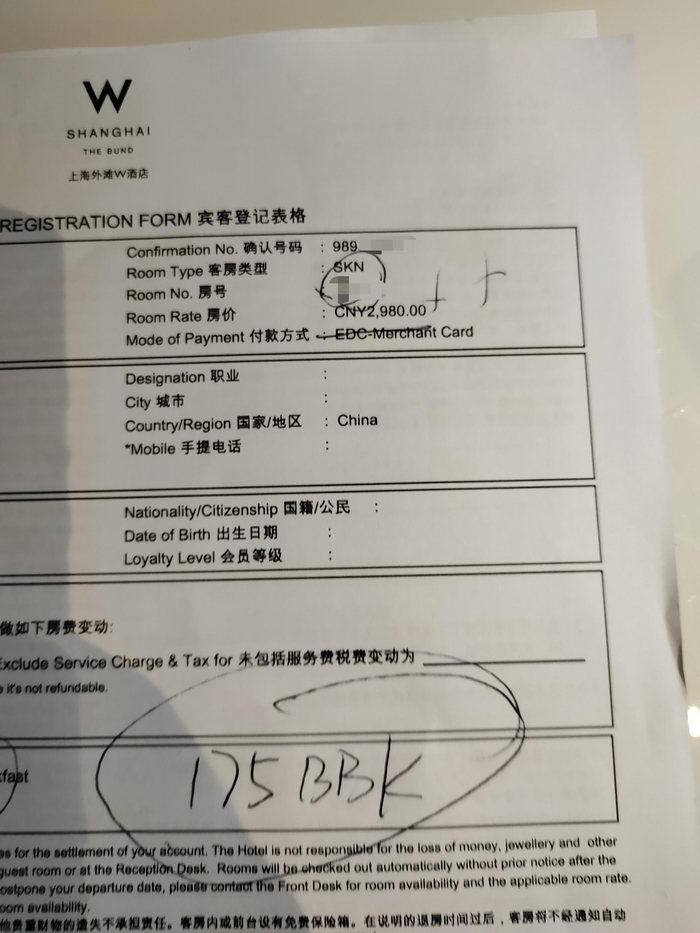 W
SHANGHAI
THE BUND
上海外滩W酒店
REGISTRATION FORM 宾客登记表格
Confirmation No. 确认号码 : 989
Room Type 客房类型 : SKN
Room No. 房号
Room Rate 房价 : CNY2,980.00 + +
Mode of Payment 付款方式 : EDC-Merchant Card
Designation 职业 :
City 城市 :
Country/Region 国家/地区 : China
*Mobile 手提电话 :
Nationality/Citizenship 国籍/公民 :
Date of Birth 出生日期 :
Loyalty Level 会员等级 :
做如下房费变动:
Exclude Service Charge & Tax for 未包括服务费税费变动为
it's not refundable.
kfast
175 BBK
es for the settlement of your account. The Hotel is not responsible for the loss of money, jewellery and other
guest room or at the Reception Desk. Rooms will be checked out automatically without prior notice after the
ostpone your departure date, please contact the Front Desk for room availability and the applicable room rate.
oom availability.
他贵重财物的遗失不承担责任。客房内或前台设有免费保险箱。在说明的退房时间过后，客房将不经通知自动